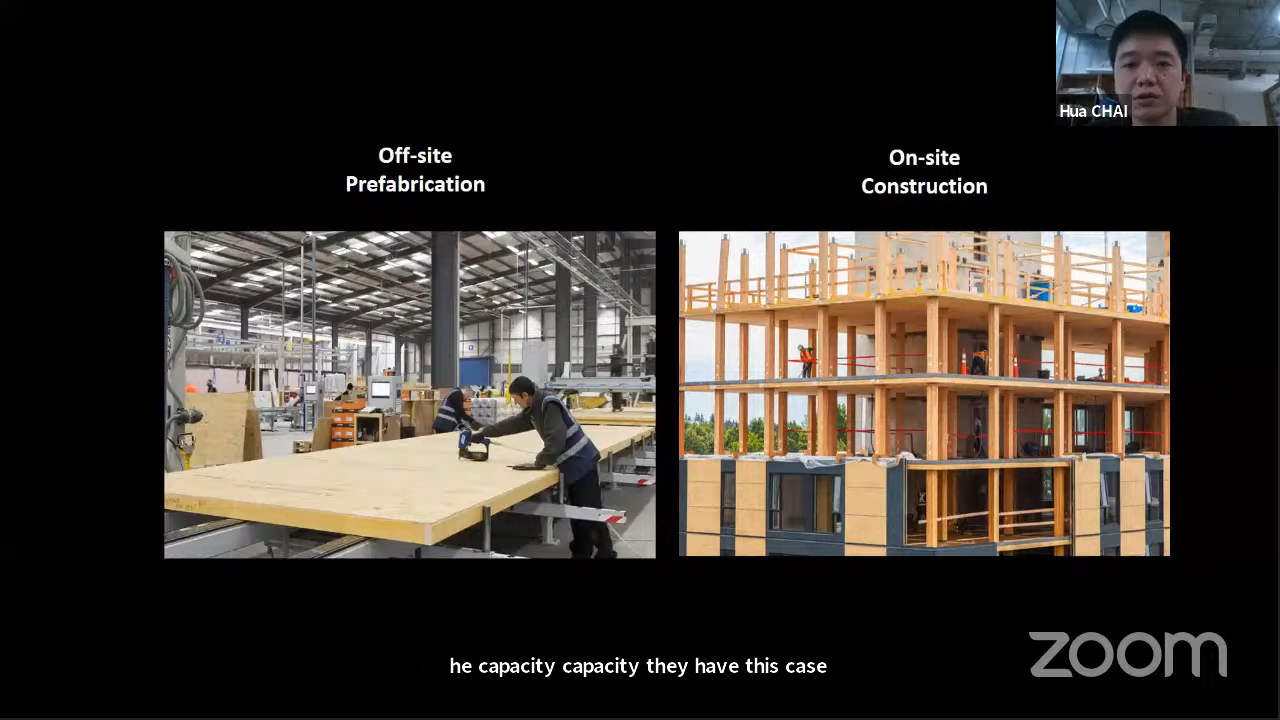 Hua CHAI
Off-site
Prefabrication
On-site
Construction
he capacity capacity they have this case
zoom